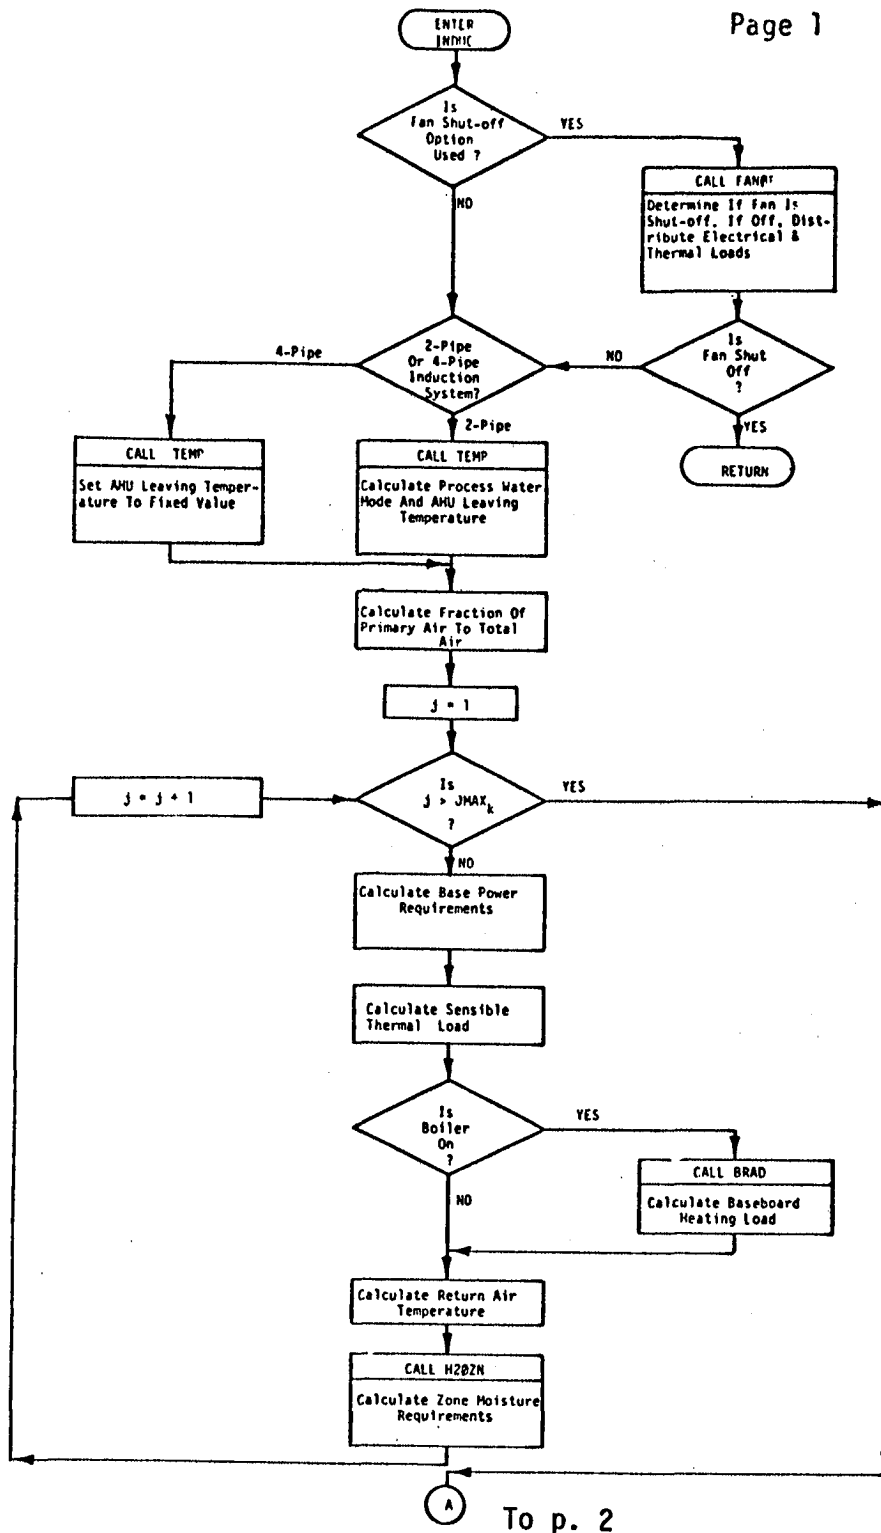 Page 1
ENTER
INDUC
Is
Fan Shut-off
Option
Used ?
YES
NO
CALL FANØF
Determine If Fan Is
Shut-off, If Off, Dist-
ribute Electrical &
Thermal Loads
Is
Fan Shut
Off
?
NO
YES
RETURN
2-Pipe
Or 4-Pipe
Induction
System?
4-Pipe
2-Pipe
CALL TEMP
Set AHU Leaving Temper-
ature To Fixed Value
CALL TEMP
Calculate Process Water
Mode And AHU Leaving
Temperature
Calculate Fraction Of
Primary Air To Total
Air
j = 1
j = j + 1
Is
j > JMAXk
?
YES
NO
Calculate Base Power
Requirements
Calculate Sensible
Thermal Load
Is
Boiler
On
?
YES
NO
CALL BRAD
Calculate Baseboard
Heating Load
Calculate Return Air
Temperature
CALL H2ØZN
Calculate Zone Moisture
Requirements
A
To p. 2